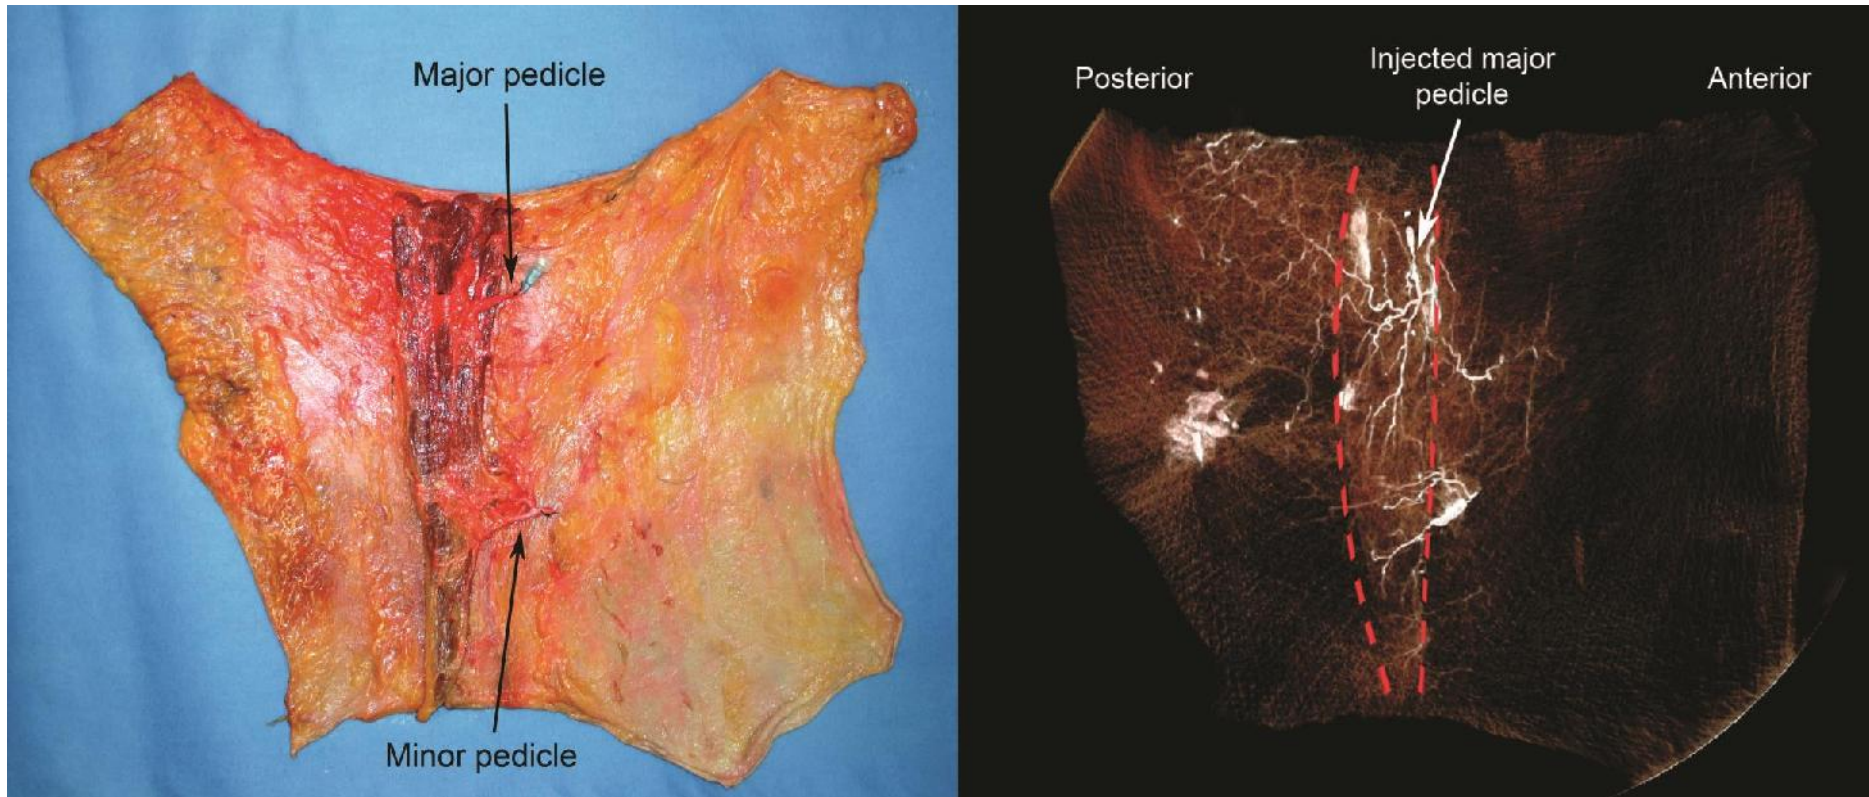 Major pedicle
Minor pedicle
Posterior
Injected major
pedicle
Anterior